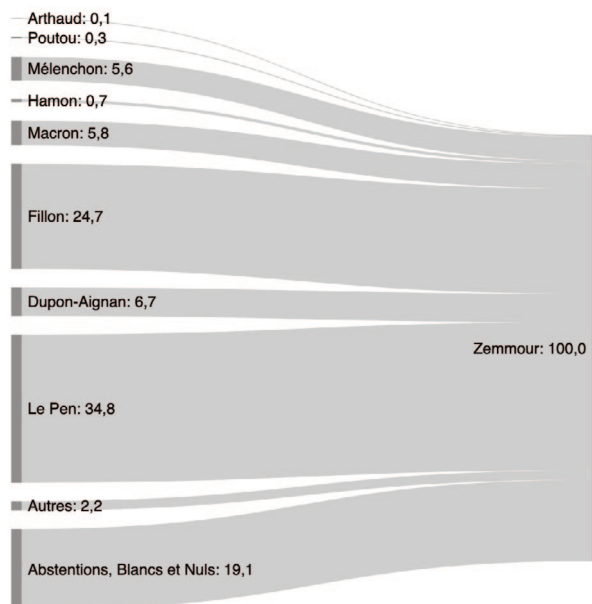 Arthaud: 0,1
Poutou: 0,3
Mélenchon: 5,6
Hamon: 0,7
Macron: 5,8
Fillon: 24,7
Dupon-Aignan: 6,7
Zemmour: 100,0
Le Pen: 34,8
Autres: 2,2
Abstentions, Blancs et Nuls: 19,1